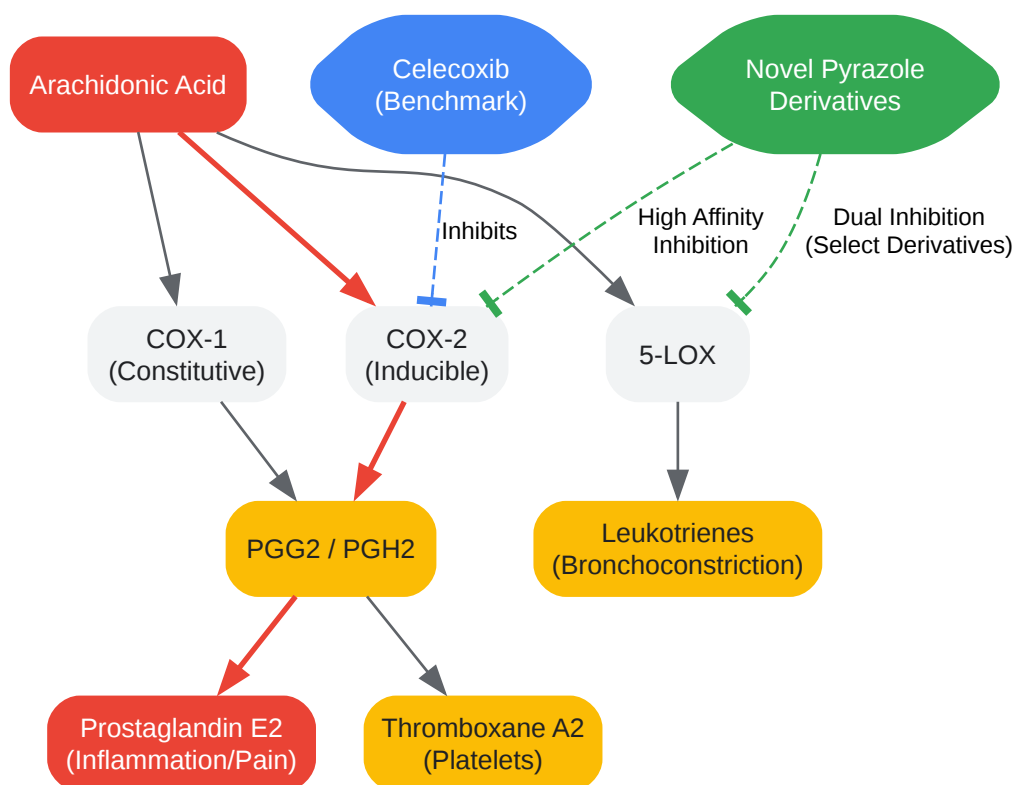 Arachidonic Acid
Celecoxib
(Benchmark)
Novel Pyrazole
Derivatives
Inhibits
High Affinity
Inhibition
Dual Inhibition
(Select Derivatives)
COX-1
(Constitutive)
COX-2
(Inducible)
5-LOX
PGG2 / PGH2
Leukotrienes
(Bronchoconstriction)
Prostaglandin E2
(Inflammation/Pain)
Thromboxane A2
(Platelets)